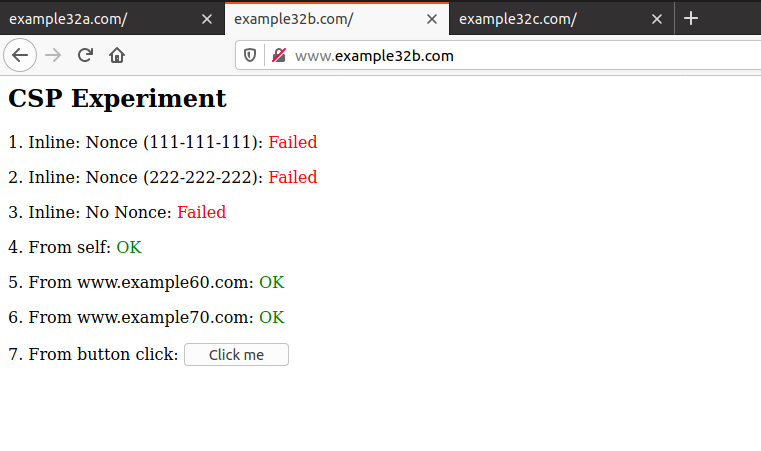 example32a.com/ example32b.com/ example32c.com/
www.example32b.com
CSP Experiment
1. Inline: Nonce (111-111-111): Failed
2. Inline: Nonce (222-222-222): Failed
3. Inline: No Nonce: Failed
4. From self: OK
5. From www.example60.com: OK
6. From www.example70.com: OK
7. From button click: Click me